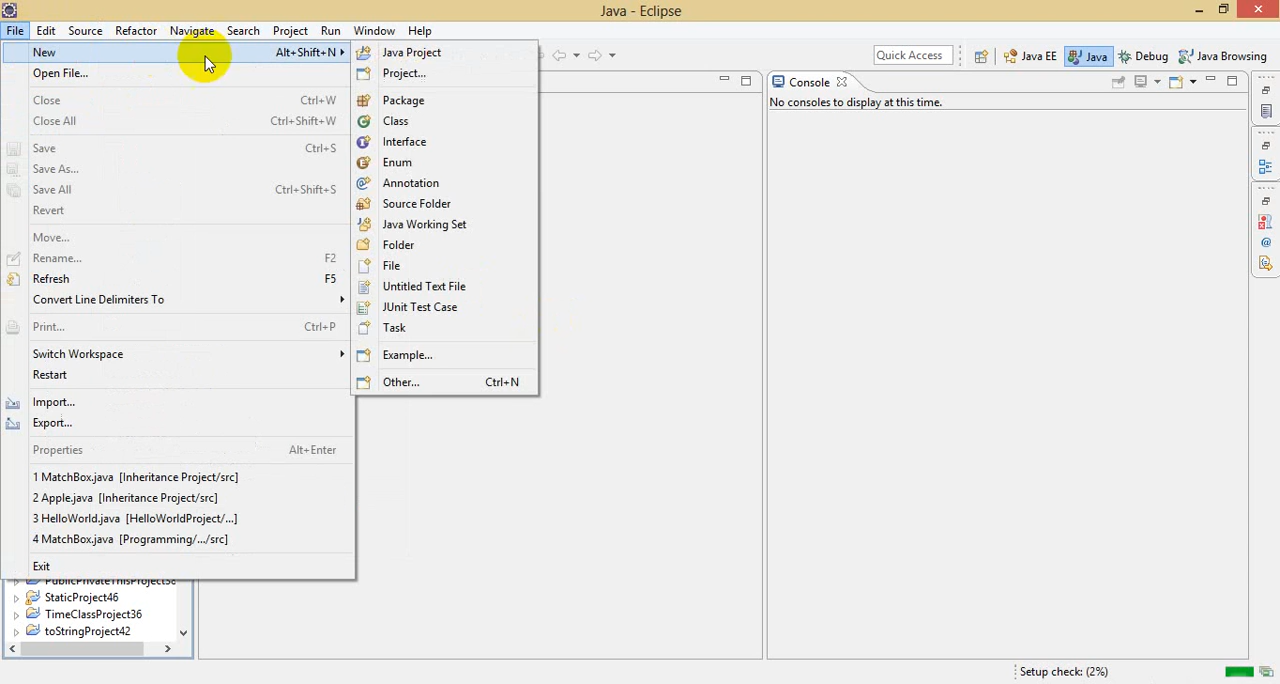 Java - Eclipse
File Edit Source Refactor Navigate Search Project Run Window Help
New Alt+Shift+N
Open File...
Close Ctrl+W
Close All Ctrl+Shift+W
Save Ctrl+S
Save As...
Save All Ctrl+Shift+S
Revert
Move...
Rename... F2
Refresh F5
Convert Line Delimiters To
Print... Ctrl+P
Switch Workspace
Restart
Import...
Export...
Properties Alt+Enter
1 MatchBox.java [Inheritance Project/src]
2 Apple.java [Inheritance Project/src]
3 HelloWorld.java [HelloWorldProject/...]
4 MatchBox.java [Programming/.../src]
Exit
Java Project
Project...
Package
Class
Interface
Enum
Annotation
Source Folder
Java Working Set
Folder
File
Untitled Text File
JUnit Test Case
Task
Example...
Other... Ctrl+N
Quick Access Java EE Java Debug Java Browsing
Console
No consoles to display at this time.
PublicPrivateThisProject38
StaticProject46
TimeClassProject36
toStringProject42
Setup check: (2%)